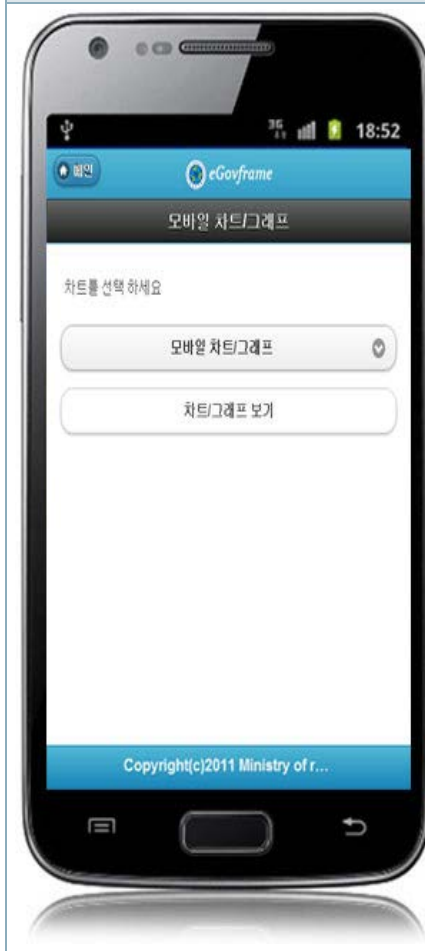 3G
18:52
메인
eGovframe
모바일 차트/그래프
차트를 선택 하세요
모바일 차트/그래프
차트/그래프 보기
Copyright(c)2011 Ministry of r...